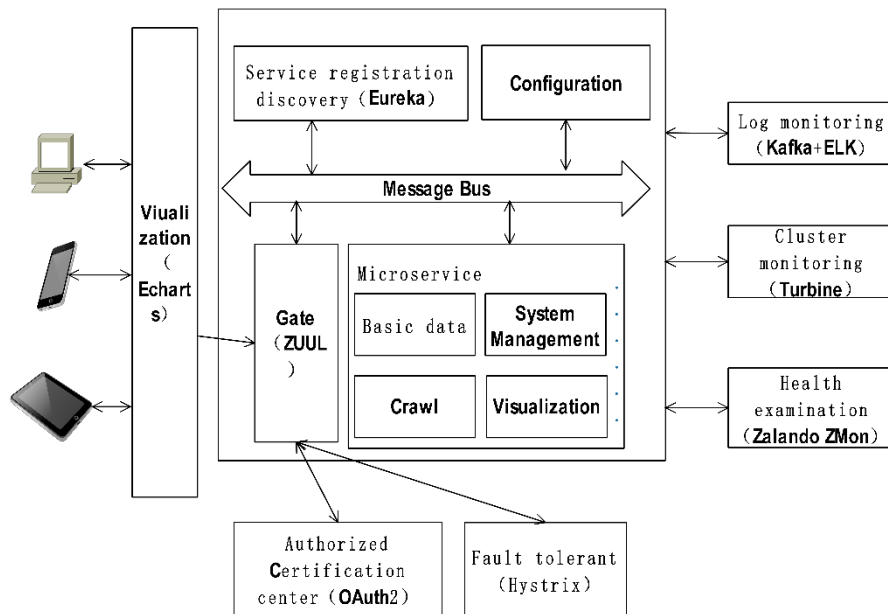 Service registration
discovery (Eureka)
Configuration
Log monitoring
(Kafka+ELK)
Message Bus
Viuali
zation
(
Echart
s)
Cluster
monitoring
(Turbine)
Microservice
Gate
(ZUUL
)
Basic data
System
Management
Crawl
Visualization
Health
examination
(Zalando ZMon)
Authorized
Certification
center (OAuth2)
Fault tolerant
(Hystrix)